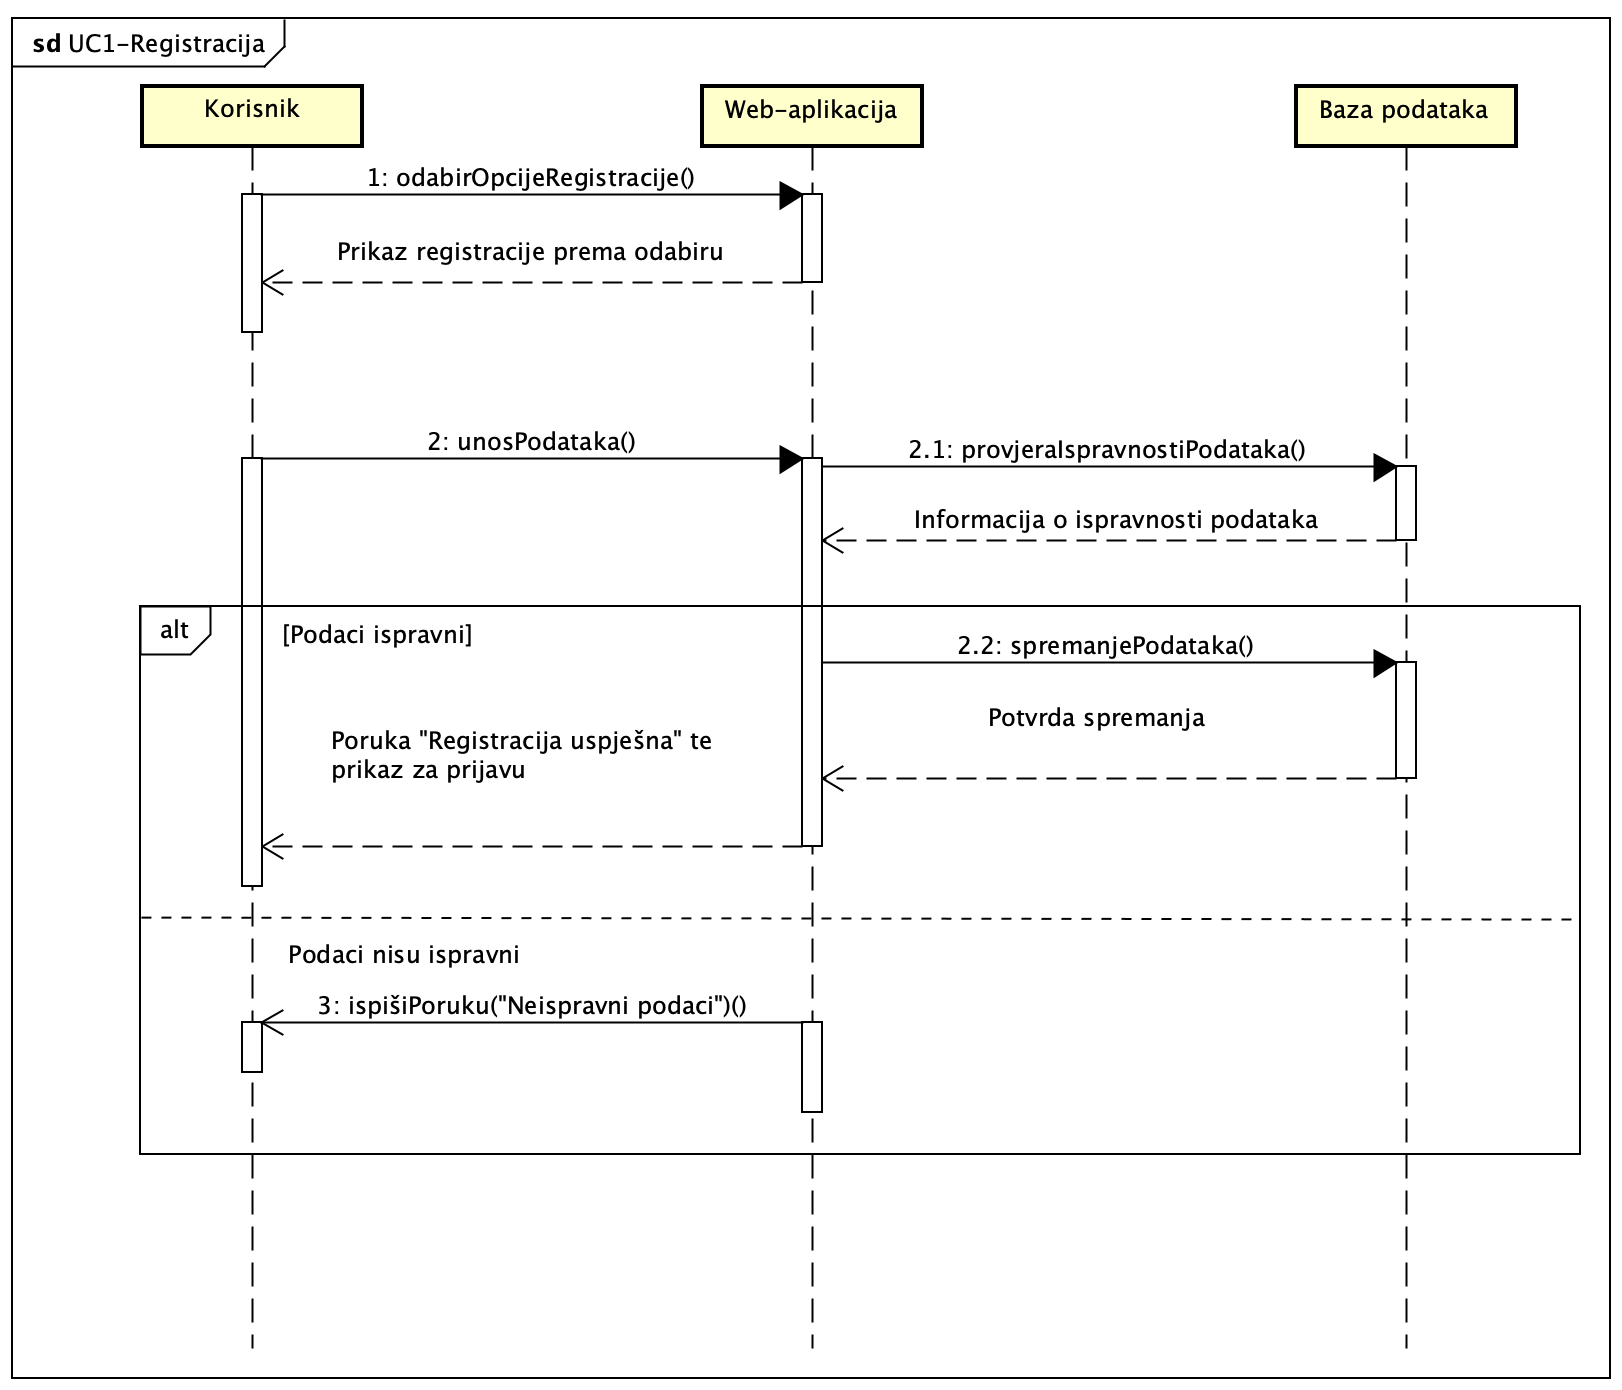 sd UC1-Registracija
Korisnik
Web-aplikacija
Baza podataka
1: odabirOpcijeRegistracije()
Prikaz registracije prema odabiru
2: unosPodataka()
2.1: provjeraIspravnostiPodataka()
Informacija o ispravnosti podataka
alt
[Podaci ispravni]
2.2: spremanjePodataka()
Potvrda spremanja
Poruka "Registracija uspješna" te
prikaz za prijavu
Podaci nisu ispravni
3: ispišiPoruku("Neispravni podaci")()